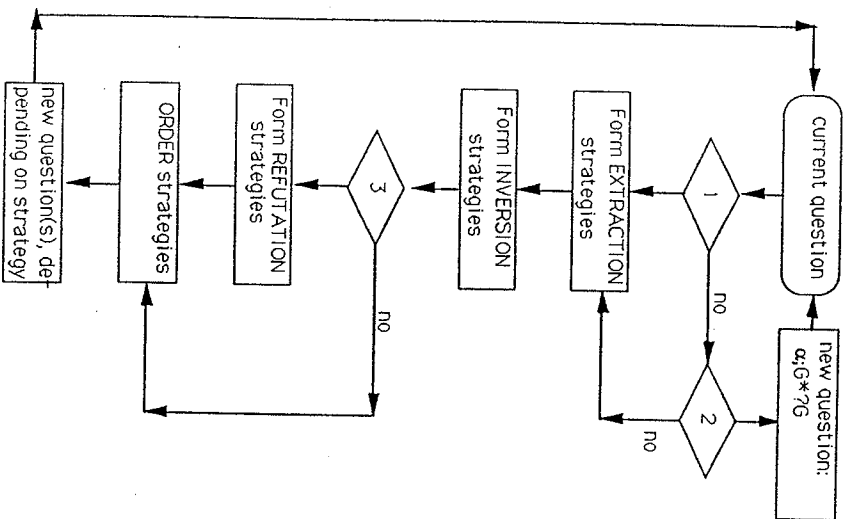 current question
new question:
α;G*?G
1
no
2
no
Form EXTRACTION
strategies
Form INVERSION
strategies
3
no
Form REFUTATION
strategies
ORDER strategies
new question(s), de-
pending on strategy